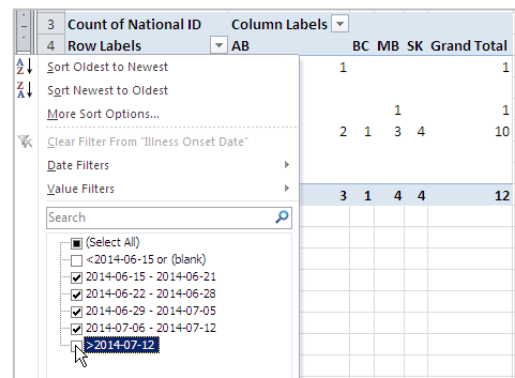 3 Count of National ID Column Labels
4 Row Labels AB BC MB SK Grand Total
Sort Oldest to Newest 1 1
Sort Newest to Oldest
More Sort Options... 1 1
Clear Filter From "Illness Onset Date" 2 1 3 4 10
Date Filters
Value Filters 3 1 4 4 12
Search
(Select All)
<2014-06-15 or (blank)
2014-06-15 - 2014-06-21
2014-06-22 - 2014-06-28
2014-06-29 - 2014-07-05
2014-07-06 - 2014-07-12
>2014-07-12